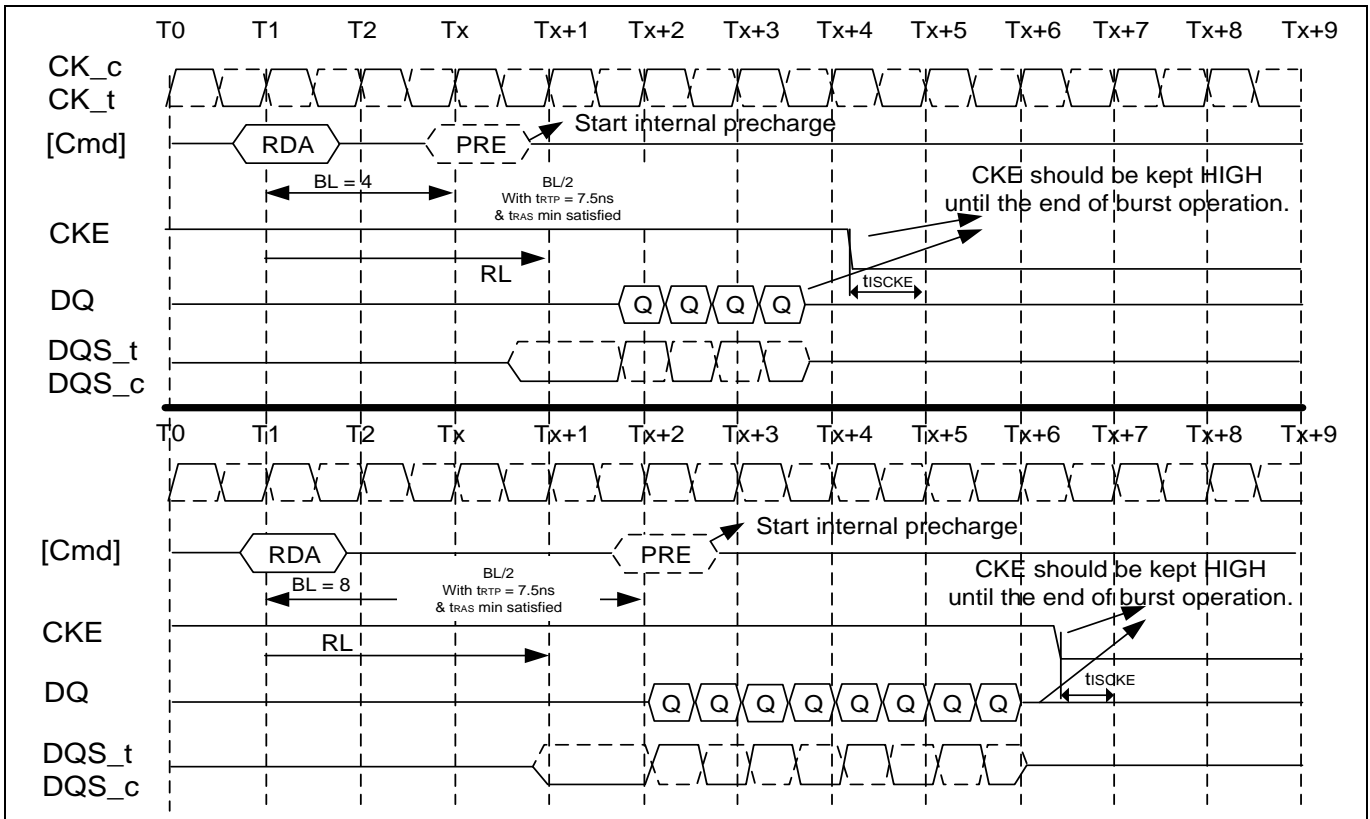 T0 T1 T2 Tx Tx+1 Tx+2 Tx+3 Tx+4 Tx+5 Tx+6 Tx+7 Tx+8 Tx+9
CK_c
CK_t
[Cmd] RDA PRE Start internal precharge
BL = 4
BL/2
With tRTP = 7.5ns
& tRAS min satisfied
CKE should be kept HIGH
until the end of burst operation.
CKE
RL
tISCKE
DQ Q Q Q Q
DQS_t
DQS_c
T0 T1 T2 Tx Tx+1 Tx+2 Tx+3 Tx+4 Tx+5 Tx+6 Tx+7 Tx+8 Tx+9
[Cmd] RDA PRE Start internal precharge
BL = 8
BL/2
With tRTP = 7.5ns
& tRAS min satisfied
CKE should be kept HIGH
until the end of burst operation.
CKE
RL
tISCKE
DQ Q Q Q Q Q Q Q Q
DQS_t
DQS_c